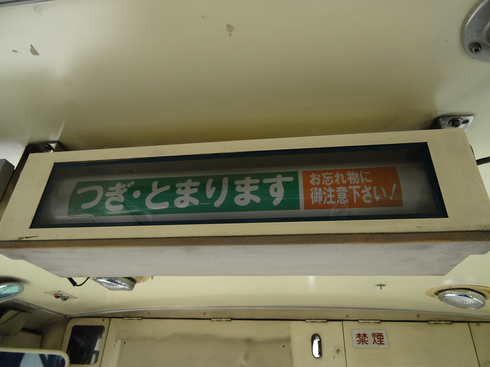 つぎ・とまります
お忘れ物に
御注意下さい!
禁煙